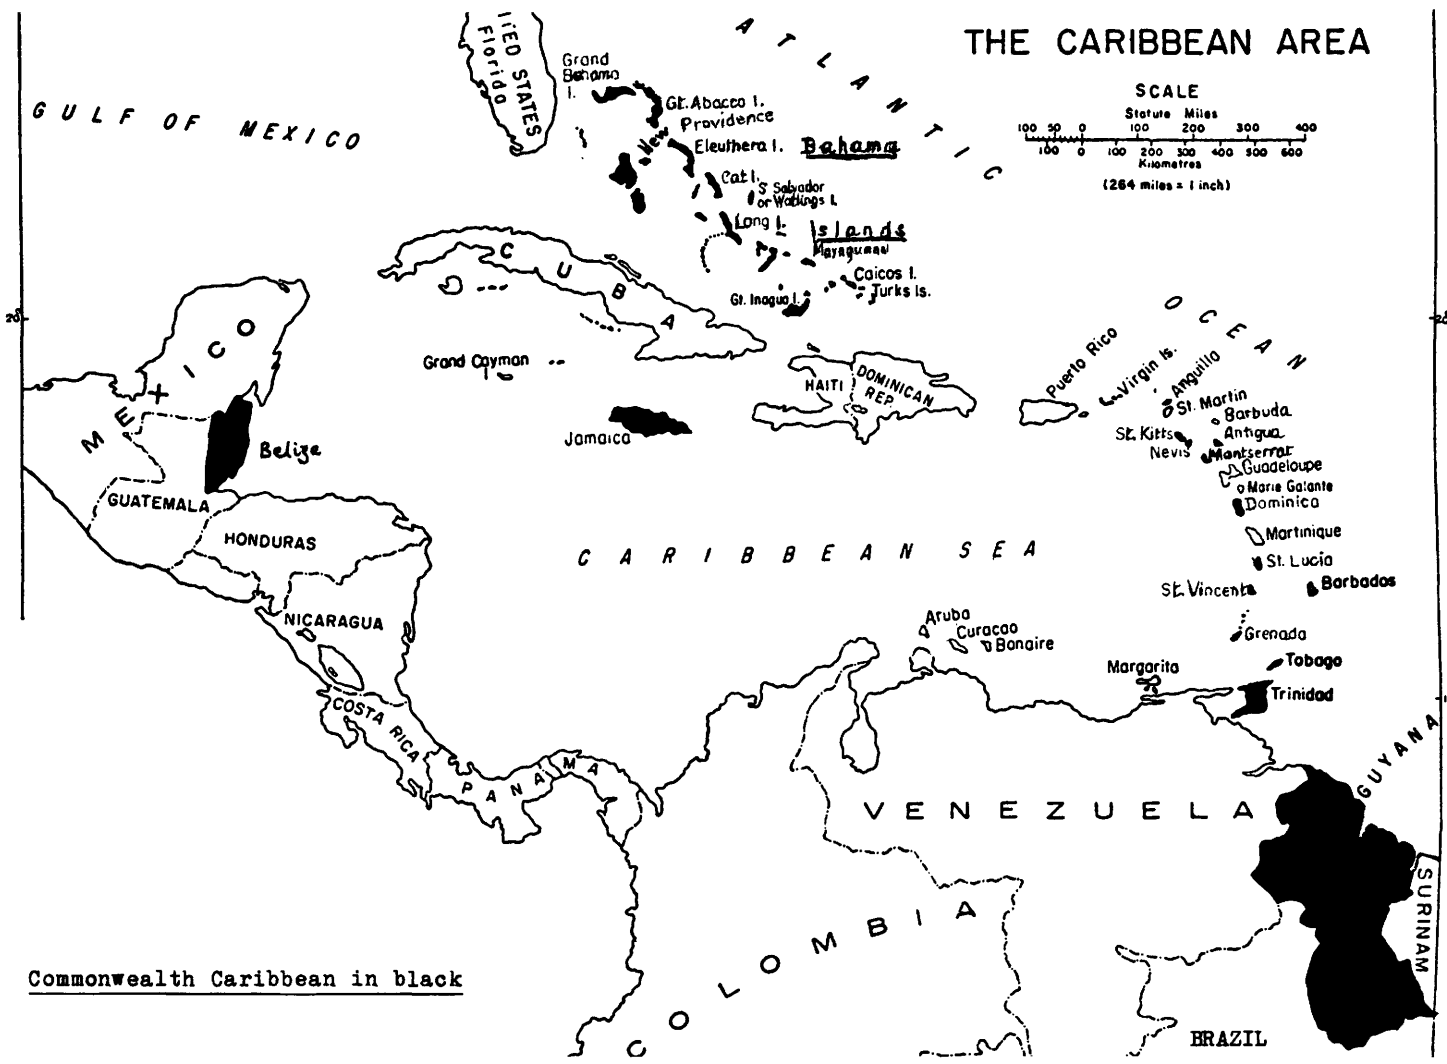 THE CARIBBEAN AREA
SCALE
Statute Miles
100 50 0 100 200 300 400
100 0 100 200 300 400 500 600
Kilometres
(264 miles = 1 inch)
GULF OF MEXICO
UNITED STATES
Florida
ATLANTIC
OCEAN
Grand
Bahama
I.
Gt. Abacco I.
New Providence
Eleuthera I.
Bahama
Cat I.
S. Salvador
or Watlings I.
Long I.
Islands
Mayaguana
Caicos I.
Turks Is.
Gt. Inagua I.
CUBA
20
20
Grand Cayman
Jamaica
HAITI
DOMINICAN
REP.
Puerto Rico
Virgin Is.
Anguilla
St. Martin
Barbuda
St. Kitts
Antigua
Nevis
Montserrat
Guadeloupe
Marie Galante
Dominica
Martinique
St. Lucia
St. Vincent
Barbados
Grenada
Tobago
Trinidad
MEXICO
Belize
GUATEMALA
HONDURAS
NICARAGUA
COSTA RICA
PANAMA
CARIBBEAN SEA
Aruba
Curacao
Bonaire
Margarita
VENEZUELA
GUYANA
SURINAM
COLOMBIA
BRAZIL
Commonwealth Caribbean in black